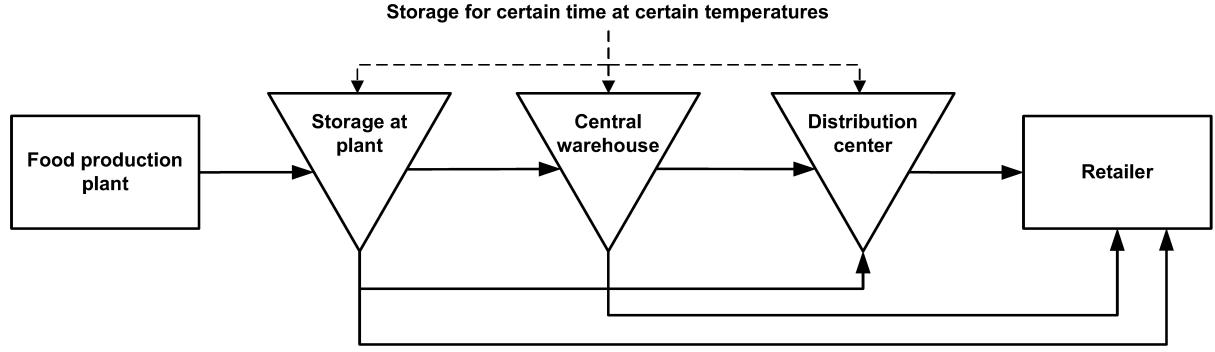 Storage for certain time at certain temperatures
Food production
plant
Storage at
plant
Central
warehouse
Distribution
center
Retailer